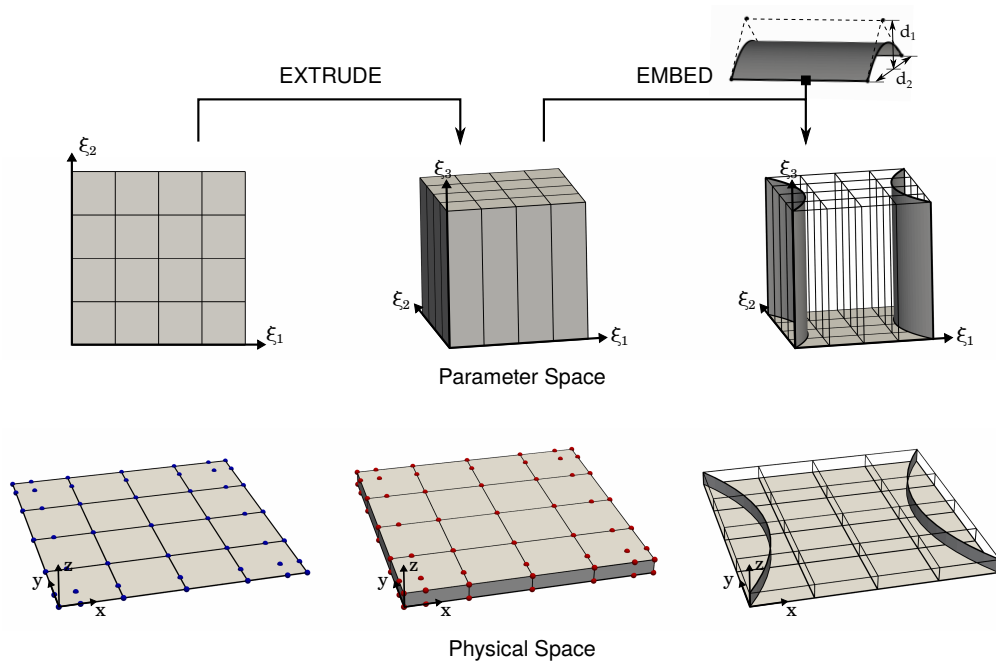 d₁
EXTRUDE
EMBED
d₂
ξ₂
ξ₃
ξ₃
ξ₂
ξ₂
ξ₁
ξ₁
ξ₁
Parameter Space
z
z
z
y
y
y
x
x
x
Physical Space